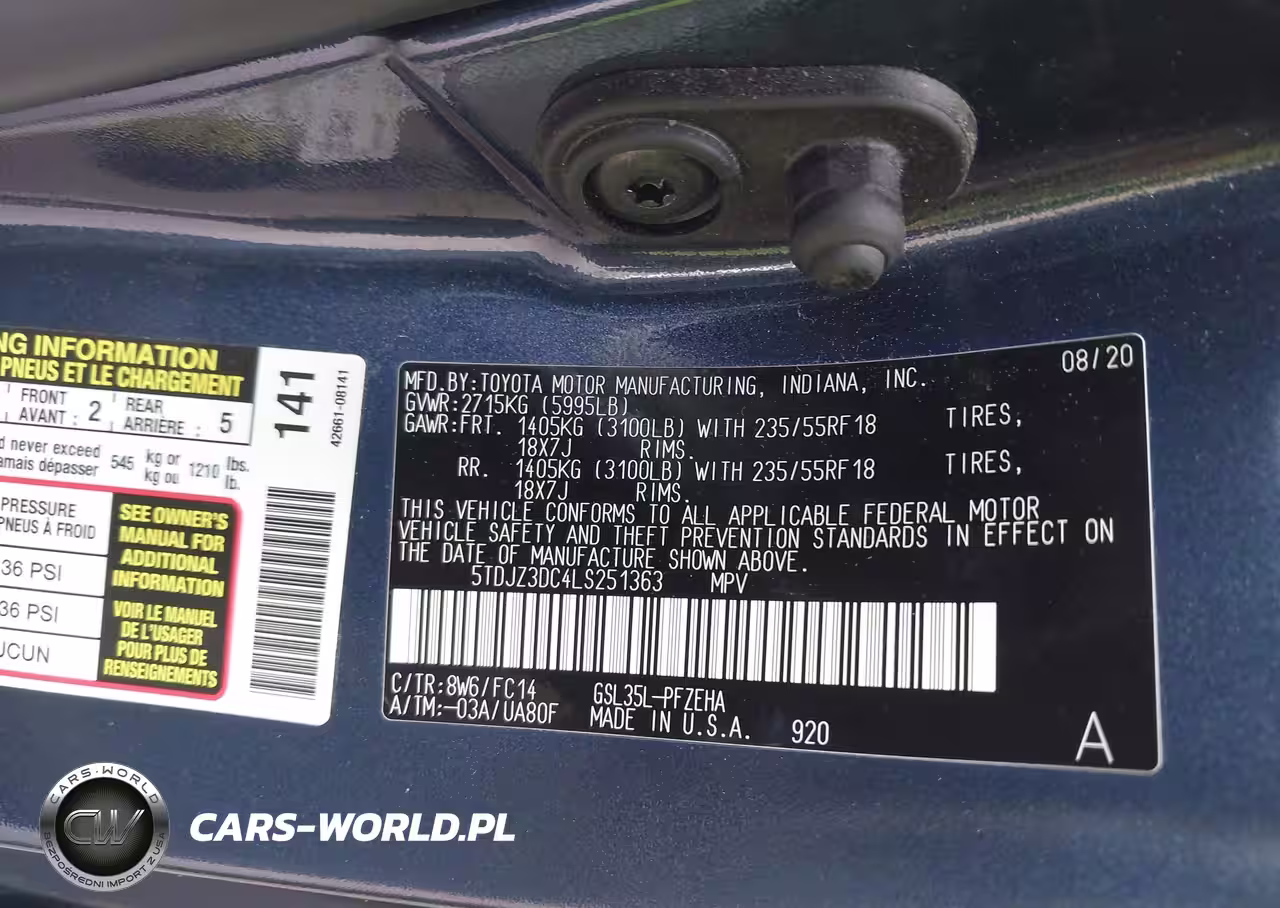 NG INFORMATION
PNEUS ET LE CHARGEMENT
FRONT
AVANT : 2
REAR
ARRIÈRE : 5
d never exceed
amais dépasser
545 kg or
kg ou
1210 lbs.
lb.
PRESSURE
PNEUS À FROID
36 PSI
36 PSI
UCUN
SEE OWNER'S
MANUAL FOR
ADDITIONAL
INFORMATION
VOIR LE MANUEL
DE L'USAGER
POUR PLUS DE
RENSEIGNEMENTS
141
42661-08141
08/20
MFD.BY:TOYOTA MOTOR MANUFACTURING, INDIANA, INC.
GVWR:2715KG (5995LB)
GAWR:FRT. 1405KG (3100LB) WITH 235/55RF18 TIRES,
18X7J RIMS.
RR. 1405KG (3100LB) WITH 235/55RF18 TIRES,
18X7J RIMS.
THIS VEHICLE CONFORMS TO ALL APPLICABLE FEDERAL MOTOR
VEHICLE SAFETY AND THEFT PREVENTION STANDARDS IN EFFECT ON
THE DATE OF MANUFACTURE SHOWN ABOVE.
5TDJZ3DC4LS251363 MPV
C/TR:8W6/FC14 GSL35L-PFZEHA
A/TM:-03A/UA80F MADE IN U.S.A. 920
A
CARS-WORLD
CW
BEZPOŚREDNI IMPORT Z USA
CARS-WORLD.PL